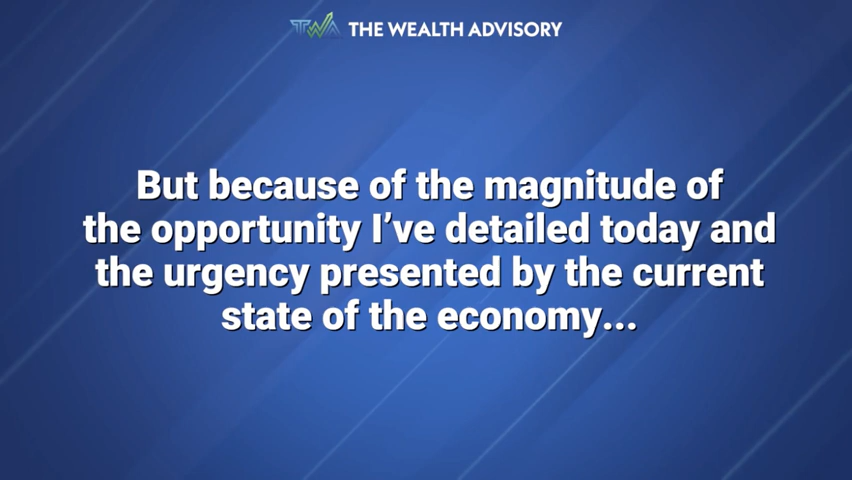 TWA THE WEALTH ADVISORY
But because of the magnitude of
the opportunity I’ve detailed today and
the urgency presented by the current
state of the economy...